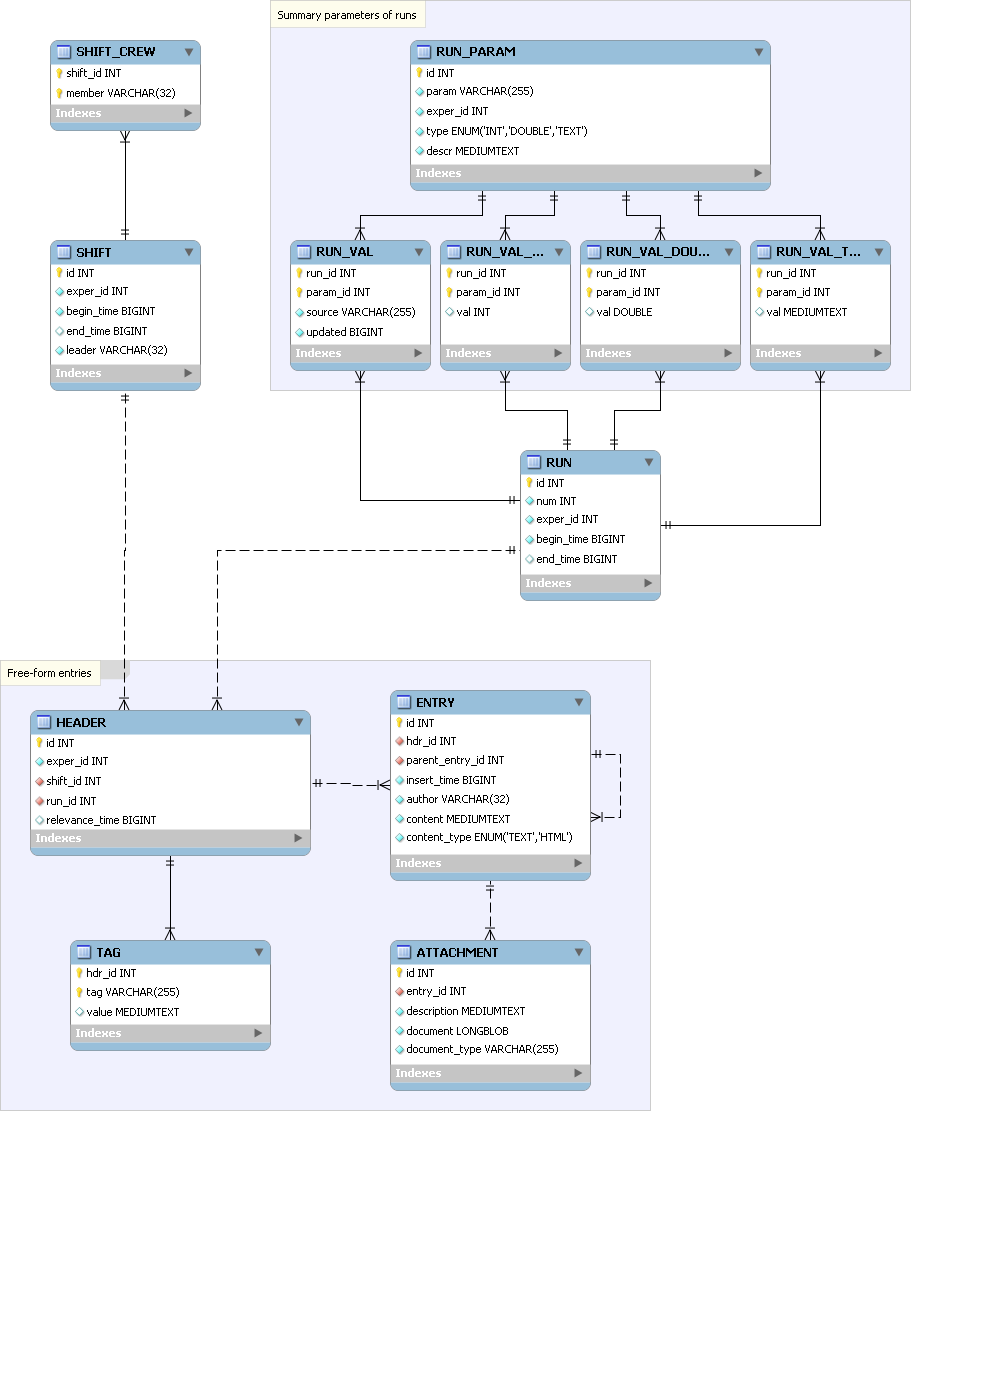 Summary parameters of runs
SHIFT_CREW
shift_id INT
member VARCHAR(32)
Indexes
RUN_PARAM
id INT
param VARCHAR(255)
exper_id INT
type ENUM('INT','DOUBLE','TEXT')
descr MEDIUMTEXT
Indexes
SHIFT
id INT
exper_id INT
begin_time BIGINT
end_time BIGINT
leader VARCHAR(32)
Indexes
RUN_VAL
run_id INT
param_id INT
source VARCHAR(255)
updated BIGINT
Indexes
RUN_VAL_...
run_id INT
param_id INT
val INT
Indexes
RUN_VAL_DOU...
run_id INT
param_id INT
val DOUBLE
Indexes
RUN_VAL_T...
run_id INT
param_id INT
val MEDIUMTEXT
Indexes
RUN
id INT
num INT
exper_id INT
begin_time BIGINT
end_time BIGINT
Indexes
Free-form entries
HEADER
id INT
exper_id INT
shift_id INT
run_id INT
relevance_time BIGINT
Indexes
ENTRY
id INT
hdr_id INT
parent_entry_id INT
insert_time BIGINT
author VARCHAR(32)
content MEDIUMTEXT
content_type ENUM('TEXT','HTML')
Indexes
TAG
hdr_id INT
tag VARCHAR(255)
value MEDIUMTEXT
Indexes
ATTACHMENT
id INT
entry_id INT
description MEDIUMTEXT
document LONGBLOB
document_type VARCHAR(255)
Indexes